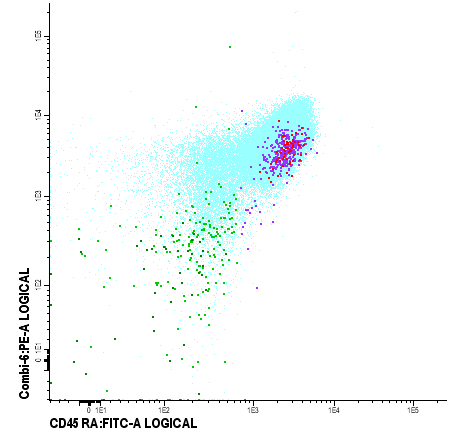 1E5
1E4
1E3
1E2
0 1E1
Combi-6:PE-A LOGICAL
0 1E1 1E2 1E3 1E4 1E5
CD45 RA:FITC-A LOGICAL